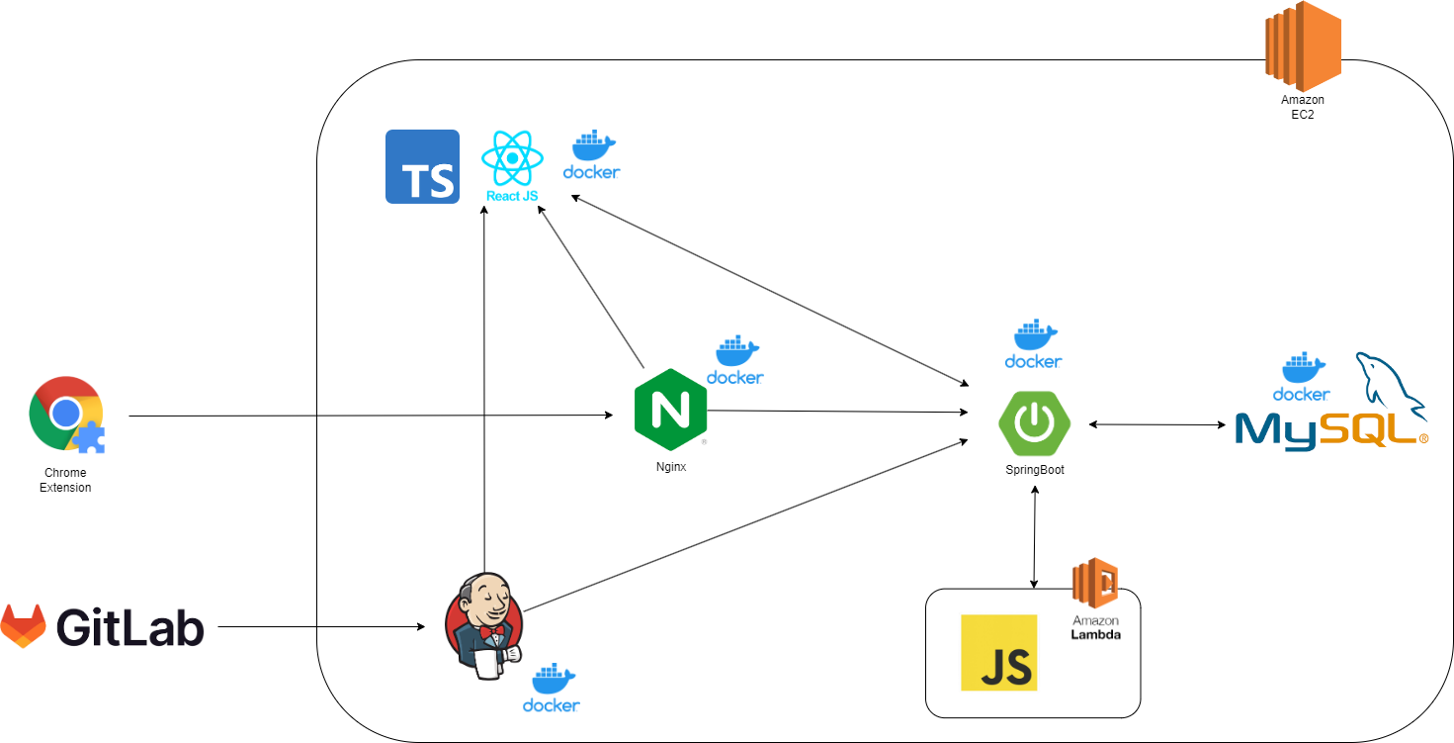 Amazon
EC2
TS
React JS
docker
docker
docker
docker
MySQL®
N
®
Nginx
SpringBoot
Chrome
Extension
GitLab
docker
Amazon
Lambda
JS